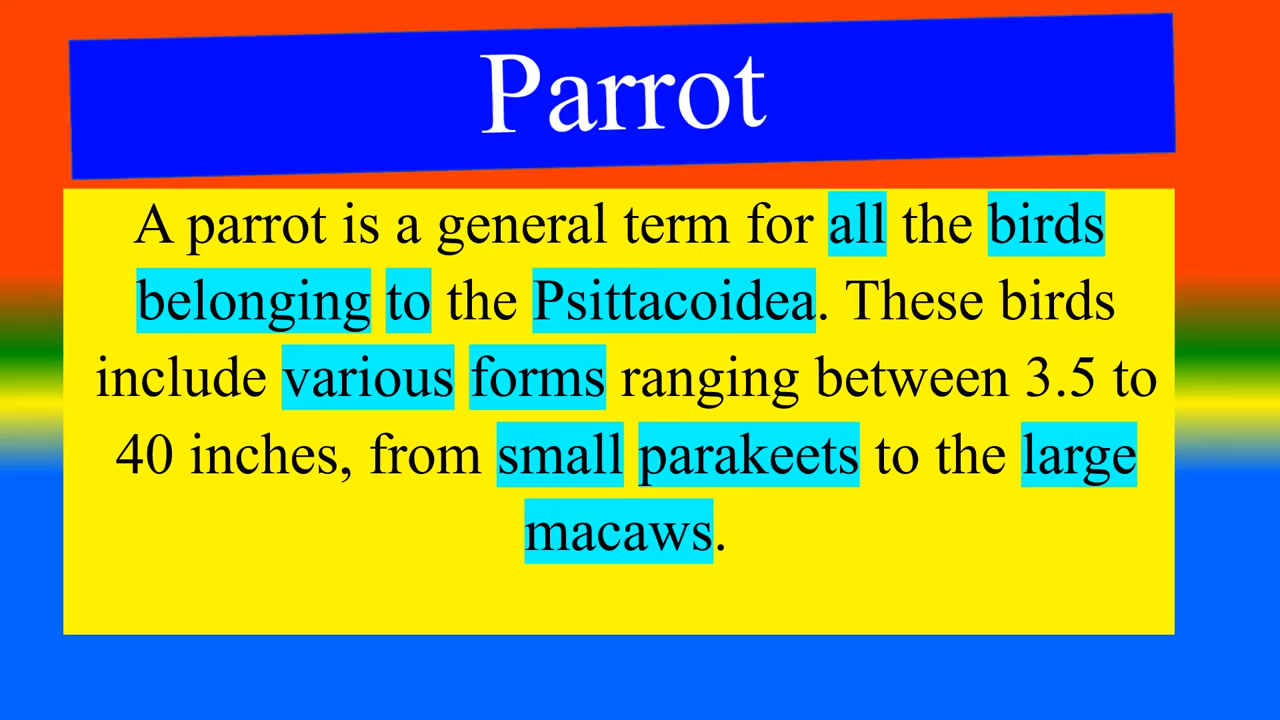 Parrot
A parrot is a general term for all the birds
belonging to the Psittacoidea. These birds
include various forms ranging between 3.5 to
40 inches, from small parakeets to the large
macaws.